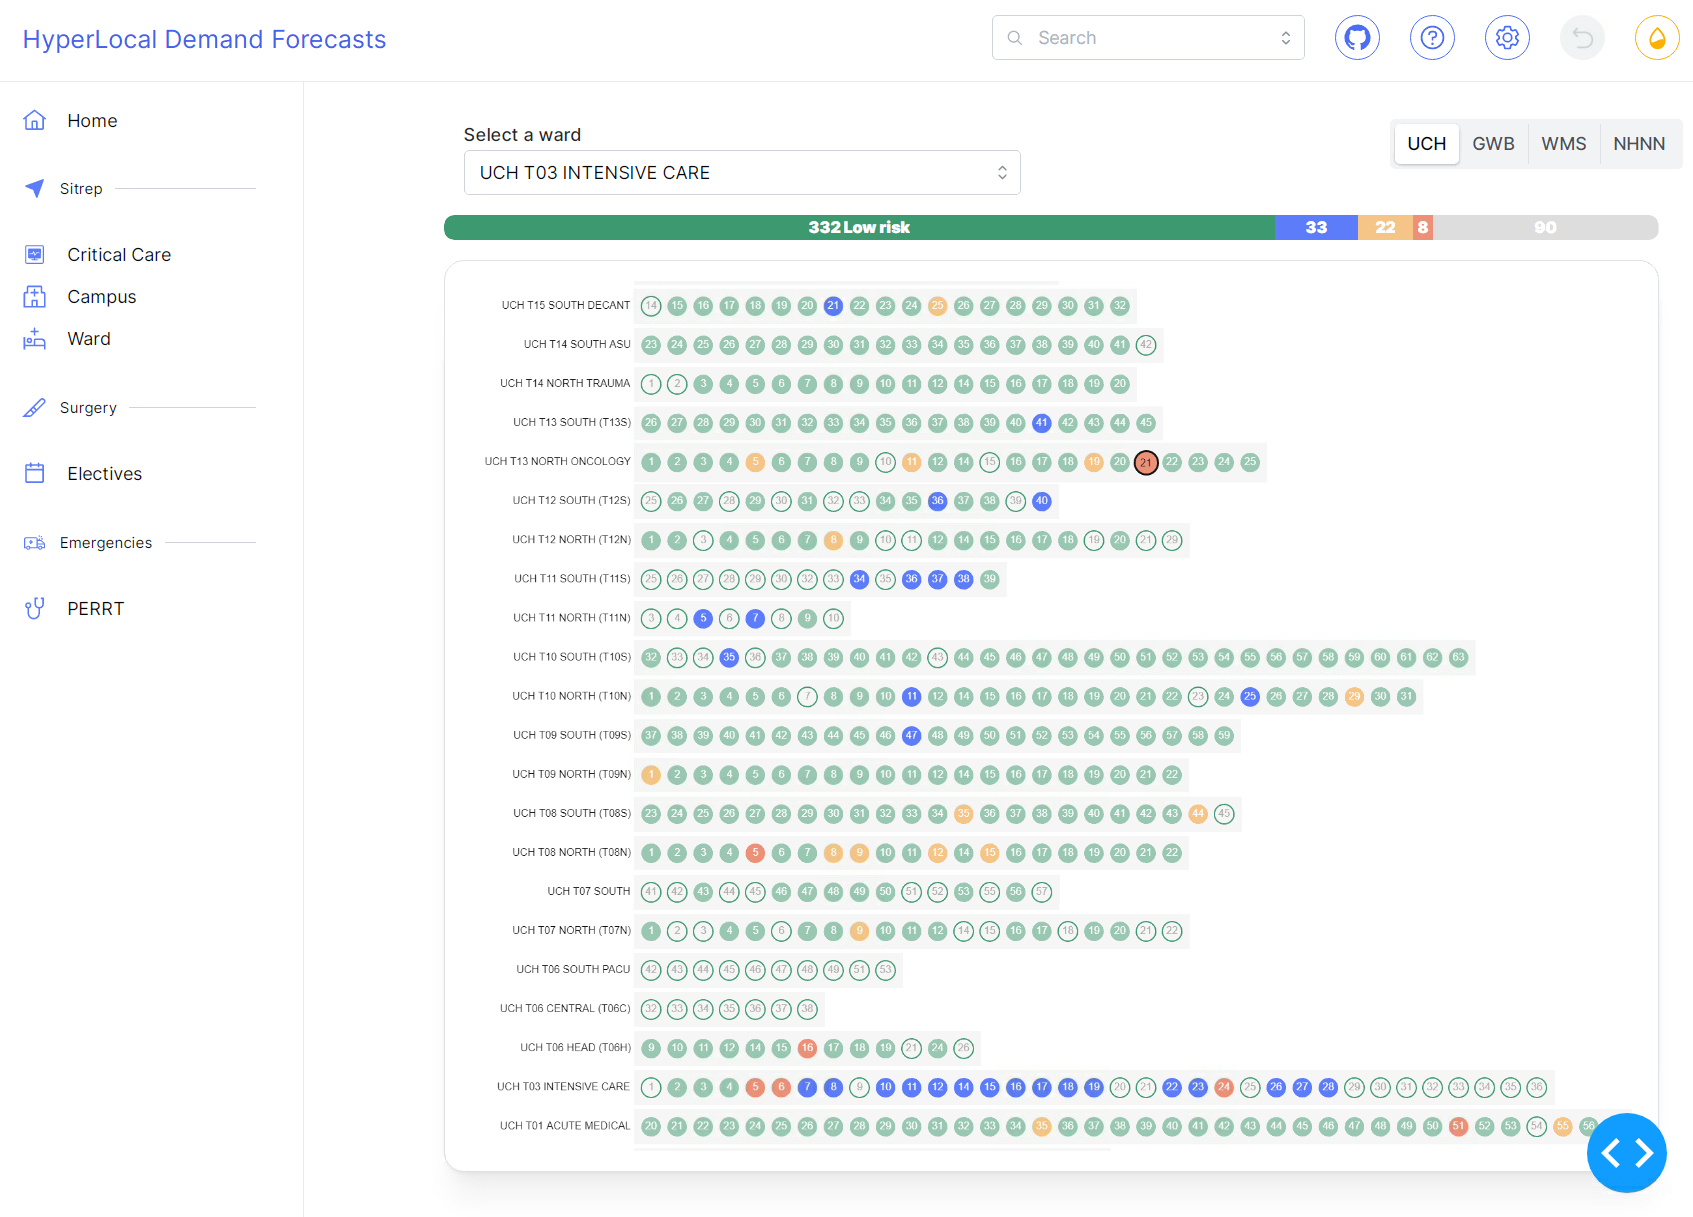 HyperLocal Demand Forecasts
Search
Home
Sitrep
Critical Care
Campus
Ward
Surgery
Electives
Emergencies
PERRT
Select a ward
UCH T03 INTENSIVE CARE
UCH GWB WMS NHNN
332 Low risk 33 22 8 90
UCH T15 SOUTH DECANT 14 15 16 17 18 19 20 21 22 23 24 25 26 27 28 29 30 31 32
UCH T14 SOUTH ASU 23 24 25 26 27 28 29 30 31 32 33 34 35 36 37 38 39 40 41 42
UCH T14 NORTH TRAUMA 1 2 3 4 5 6 7 8 9 10 11 12 14 15 16 17 18 19 20
UCH T13 SOUTH (T13S) 26 27 28 29 30 31 32 33 34 35 36 37 38 39 40 41 42 43 44 45
UCH T13 NORTH ONCOLOGY 1 2 3 4 5 6 7 8 9 10 11 12 14 15 16 17 18 19 20 21 22 23 24 25
UCH T12 SOUTH (T12S) 25 26 27 28 29 30 31 32 33 34 35 36 37 38 39 40
UCH T12 NORTH (T12N) 1 2 3 4 5 6 7 8 9 10 11 12 14 15 16 17 18 19 20 21 29
UCH T11 SOUTH (T11S) 25 26 27 28 29 30 32 33 34 35 36 37 38 39
UCH T11 NORTH (T11N) 3 4 5 6 7 8 9 10
UCH T10 SOUTH (T10S) 32 33 34 35 36 37 38 39 40 41 42 43 44 45 46 47 48 49 50 51 52 53 54 55 56 57 58 59 60 61 62 63
UCH T10 NORTH (T10N) 1 2 3 4 5 6 7 8 9 10 11 12 14 15 16 17 18 19 20 21 22 23 24 25 26 27 28 29 30 31
UCH T09 SOUTH (T09S) 37 38 39 40 41 42 43 44 45 46 47 48 49 50 51 52 53 54 55 56 57 58 59
UCH T09 NORTH (T09N) 1 2 3 4 5 6 7 8 9 10 11 12 14 15 16 17 18 19 20 21 22
UCH T08 SOUTH (T08S) 23 24 25 26 27 28 29 30 31 32 33 34 35 36 37 38 39 40 41 42 43 44 45
UCH T08 NORTH (T08N) 1 2 3 4 5 6 7 8 9 10 11 12 14 15 16 17 18 19 20 21 22
UCH T07 SOUTH 41 42 43 44 45 46 47 48 49 50 51 52 53 55 56 57
UCH T07 NORTH (T07N) 1 2 3 4 5 6 7 8 9 10 11 12 14 15 16 17 18 19 20 21 22
UCH T06 SOUTH PACU 42 43 44 45 46 47 48 49 51 53
UCH T06 CENTRAL (T06C) 32 33 34 35 36 37 38
UCH T06 HEAD (T06H) 9 10 11 12 14 15 16 17 18 19 21 24 26
UCH T03 INTENSIVE CARE 1 2 3 4 5 6 7 8 9 10 11 12 14 15 16 17 18 19 20 21 22 23 24 25 26 27 28 29 30 31 32 33 34 35 36
UCH T01 ACUTE MEDICAL 20 21 22 23 24 25 26 27 28 29 30 31 32 33 34 35 36 37 38 39 40 41 42 43 44 45 46 47 48 49 50 51 52 53 54 55 56